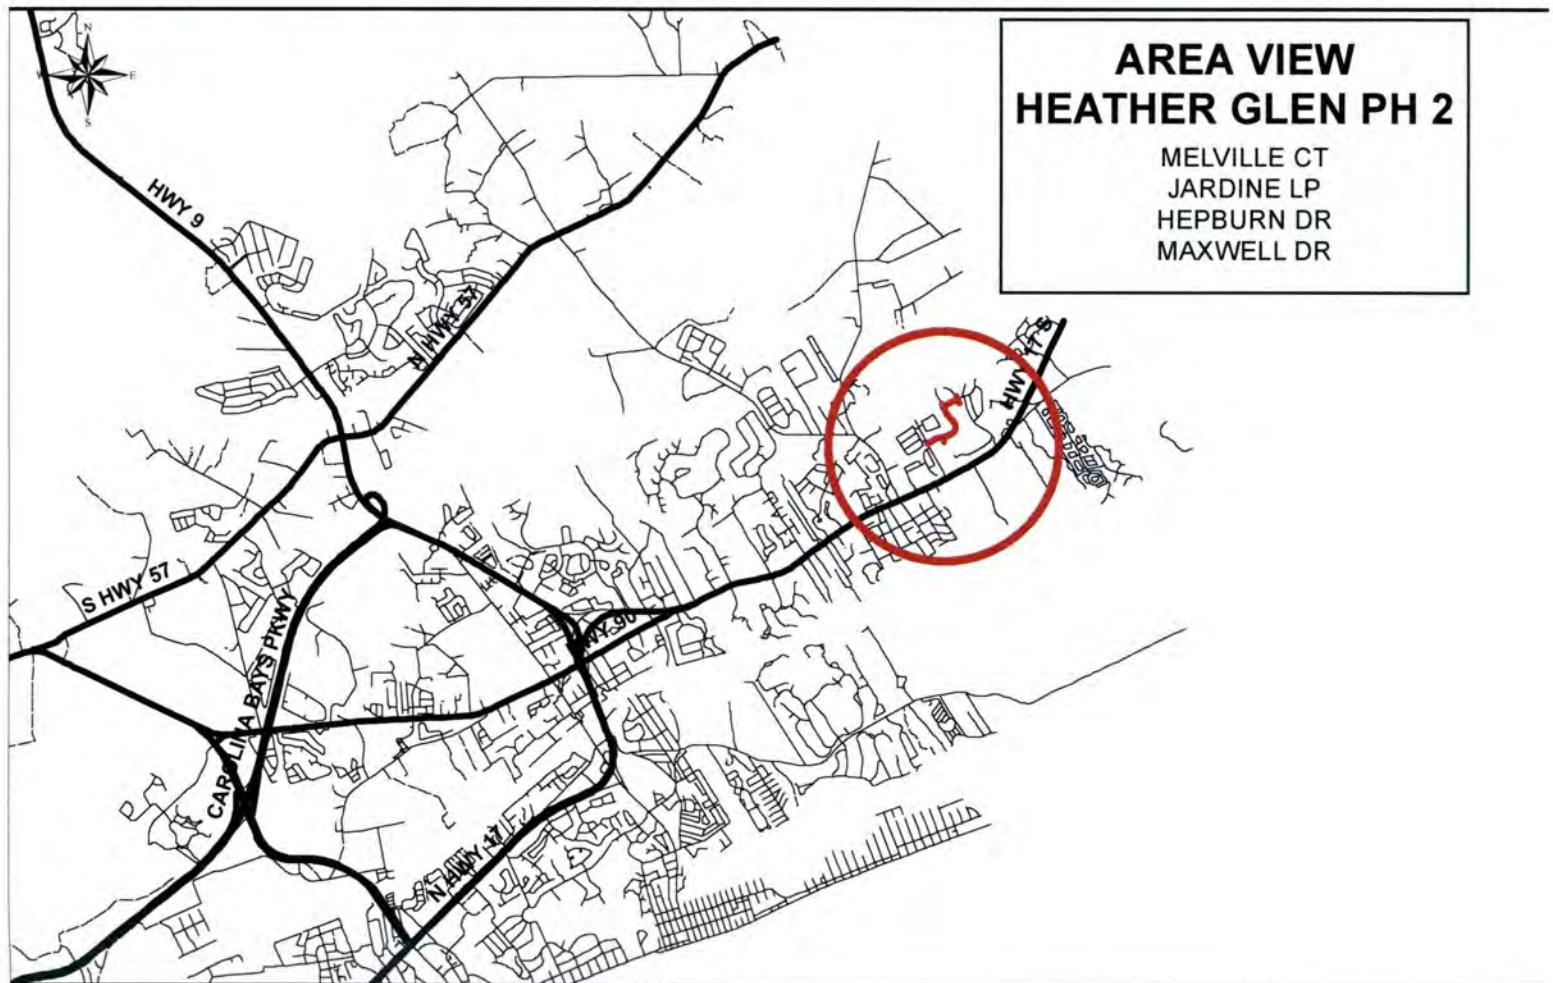 AREA VIEW
HEATHER GLEN PH 2
MELVILLE CT
JARDINE LP
HEPBURN DR
MAXWELL DR
N
W
E
S
HWY 9
N HWY 57
HWY 17 S
S HWY 57
HWY 90
CAROLINA BAYS PKWY
N HWY 17